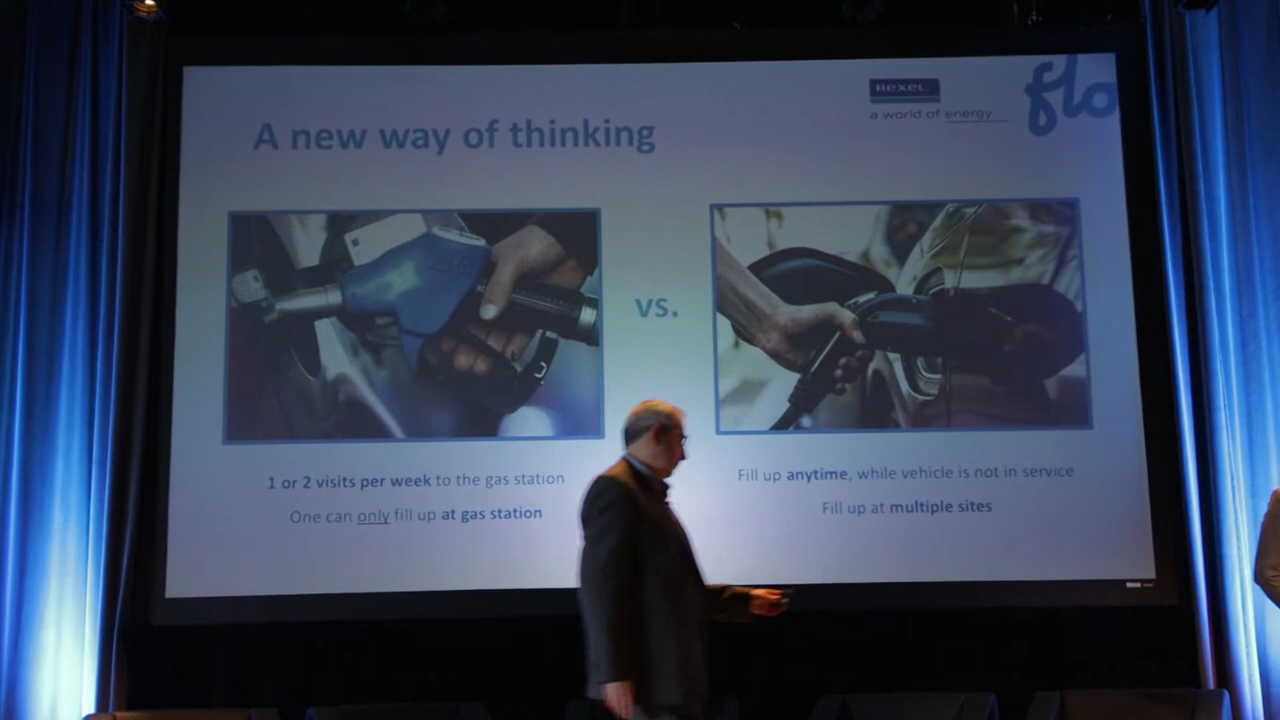 REXEL
a world of energy
flo
A new way of thinking
vs.
1 or 2 visits per week to the gas station
One can only fill up at gas station
Fill up anytime, while vehicle is not in service
Fill up at multiple sites